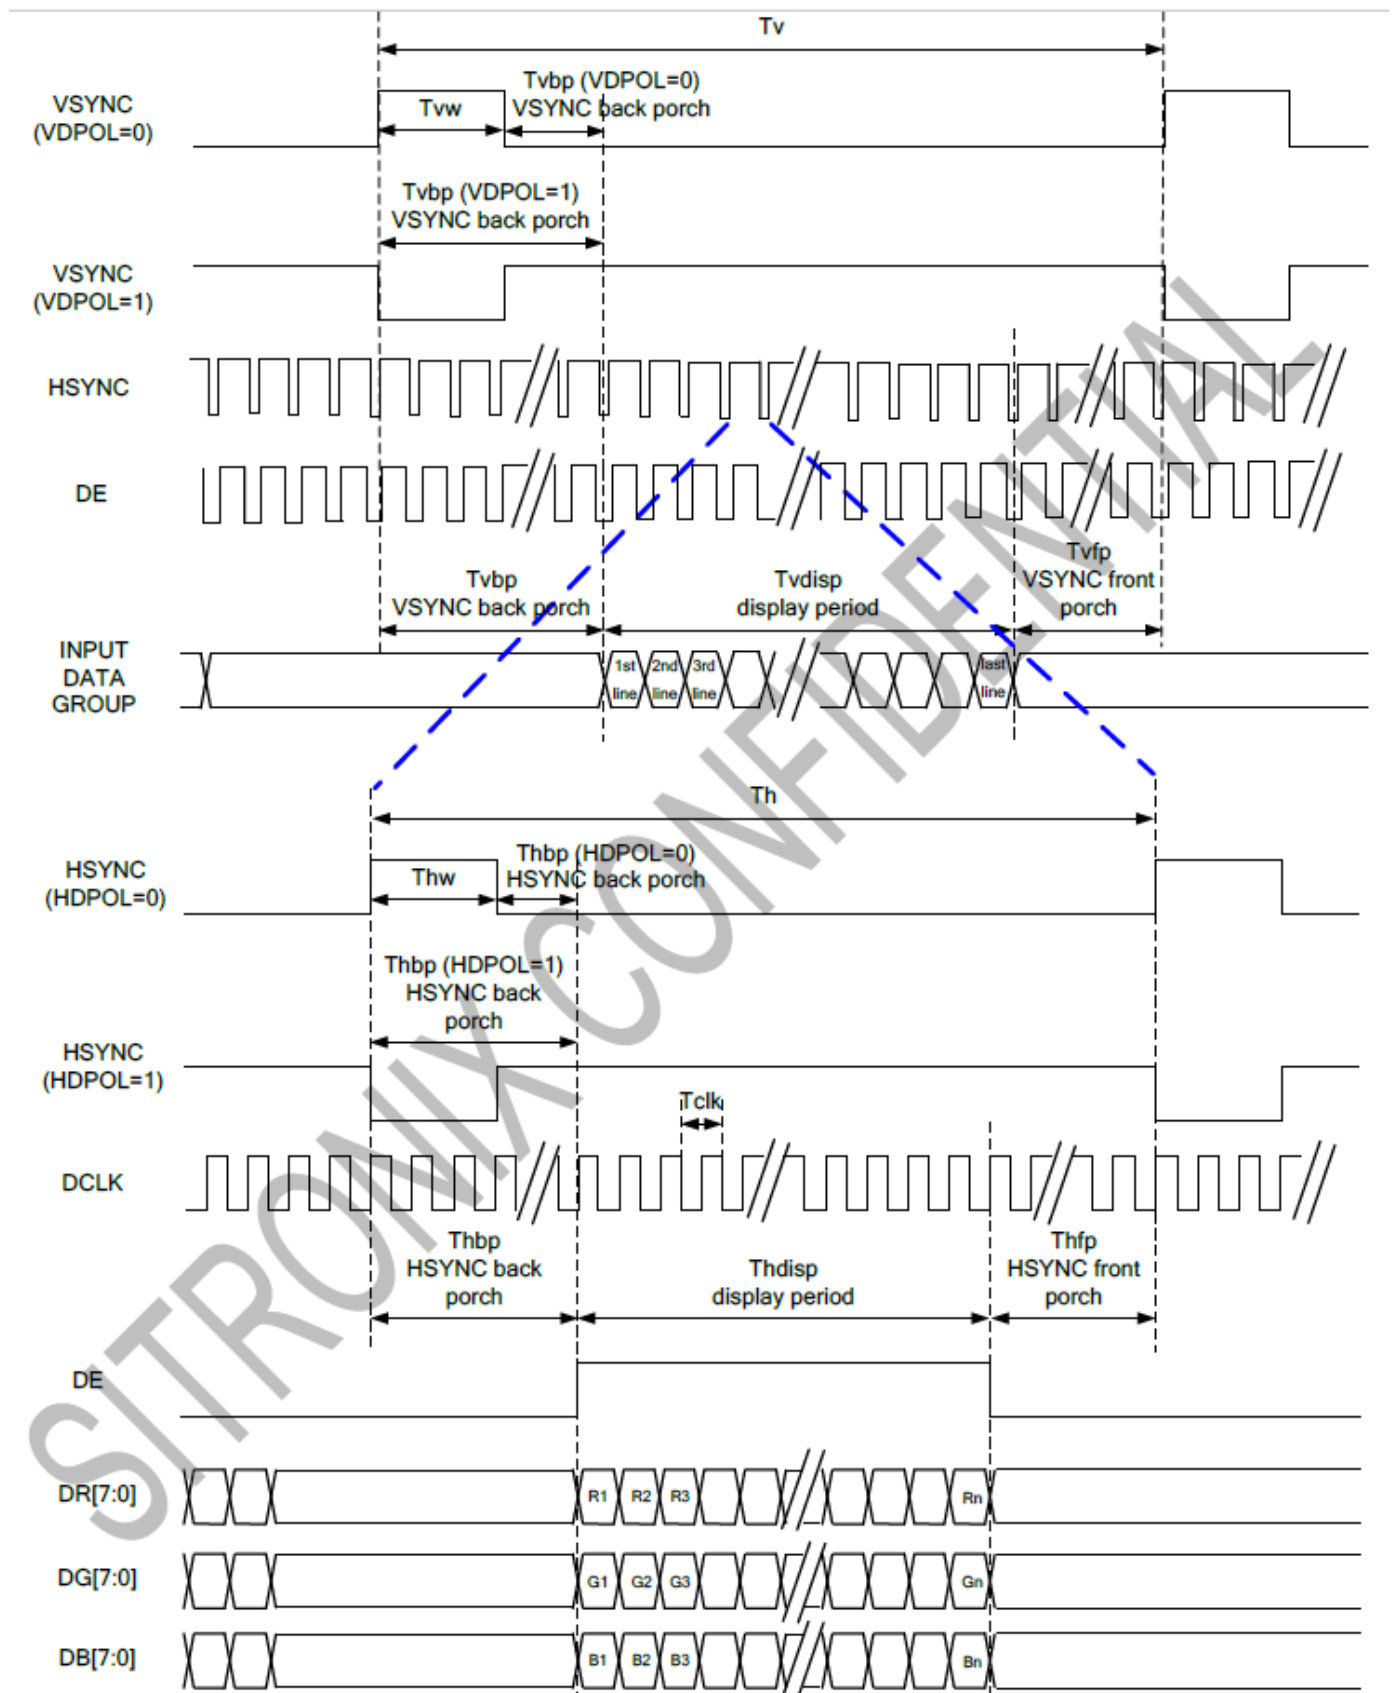 Tv
Tvbp (VDPOL=0)
VSYNC back porch
VSYNC
(VDPOL=0)
Tvw
Tvbp (VDPOL=1)
VSYNC back porch
VSYNC
(VDPOL=1)
HSYNC
DE
Tvbp
VSYNC back porch
Tvdisp
display period
Tvfp
VSYNC front
porch
INPUT
DATA
GROUP
1st
line
2nd
line
3rd
line
last
line
Th
HSYNC
(HDPOL=0)
Thw
Thbp (HDPOL=0)
HSYNC back porch
Thbp (HDPOL=1)
HSYNC back
porch
HSYNC
(HDPOL=1)
Tclk
DCLK
Thbp
HSYNC back
porch
Thdisp
display period
Thfp
HSYNC front
porch
DE
DR[7:0]
R1 R2 R3 Rn
DG[7:0]
G1 G2 G3 Gn
DB[7:0]
B1 B2 B3 Bn
SITRONIX CONFIDENTIAL